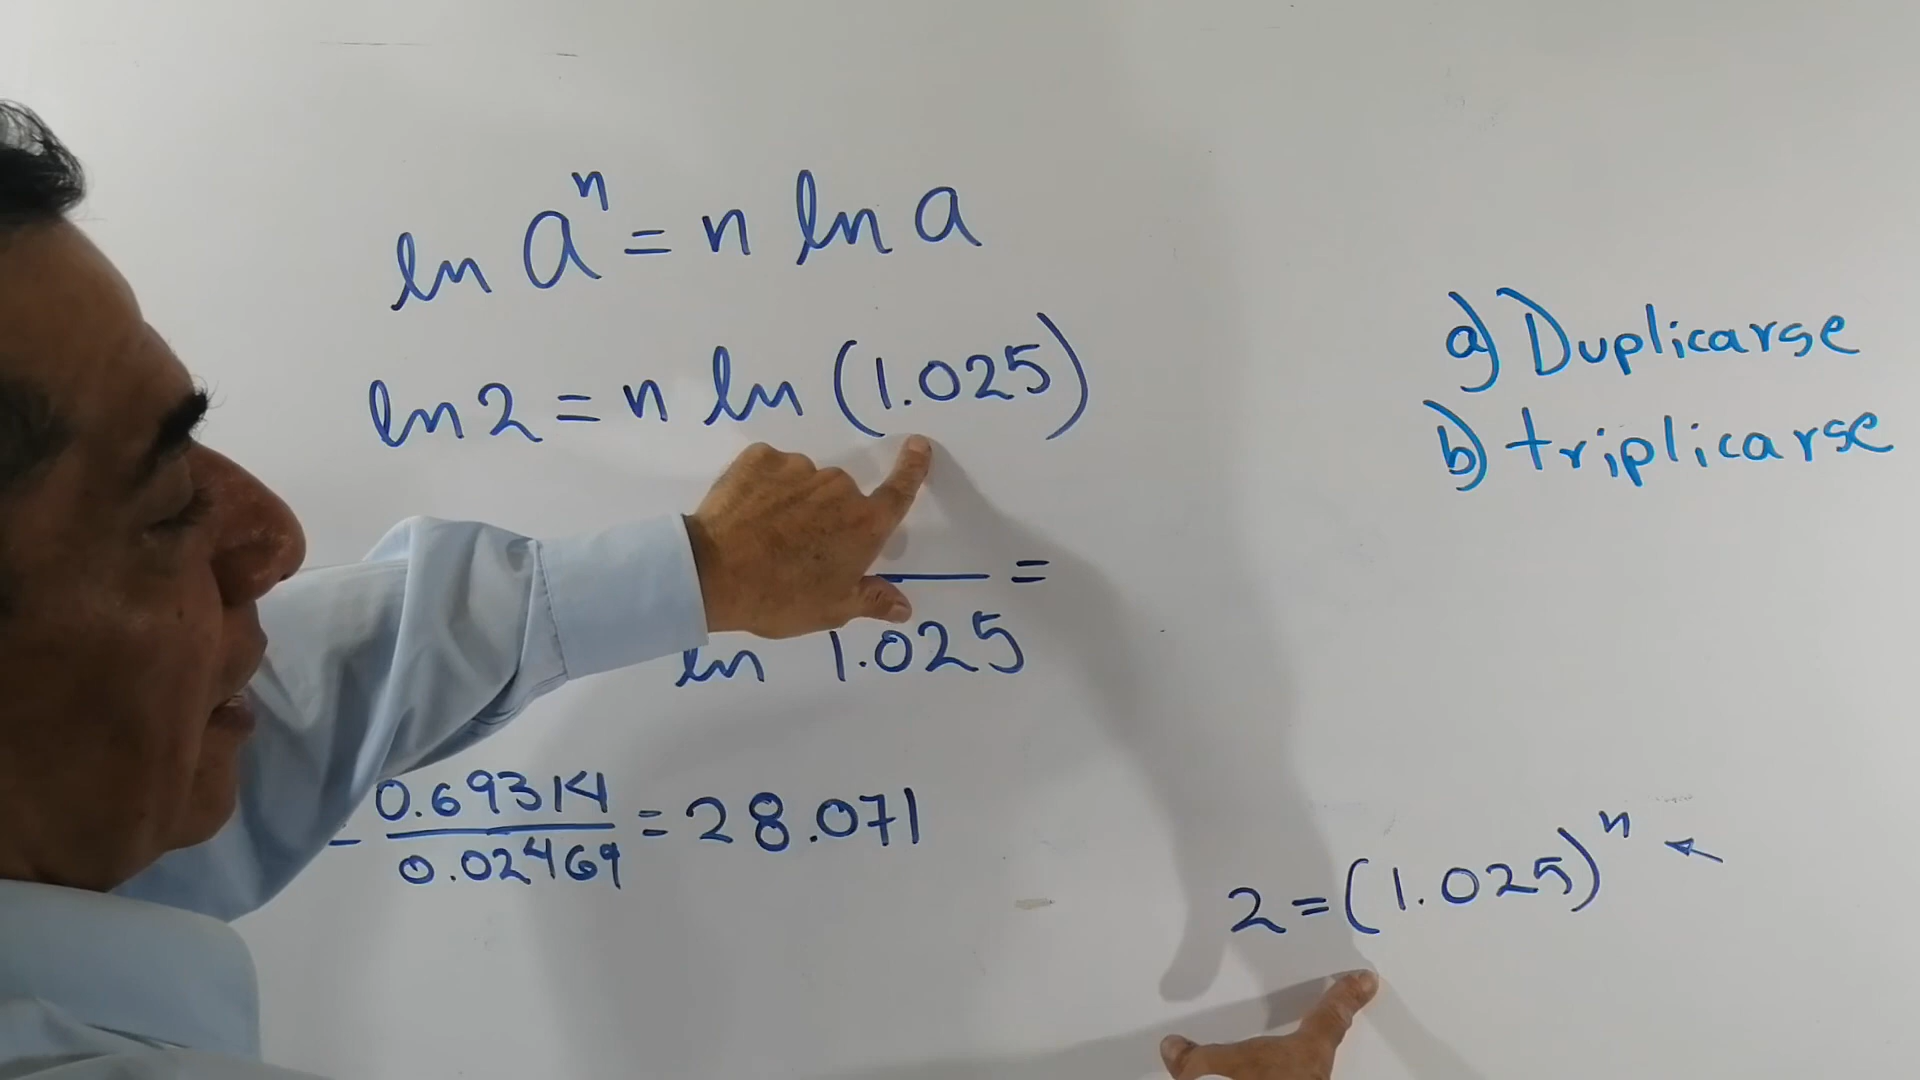 ln aⁿ = n ln a
ln 2 = n ln (1.025)
=
ln 1.025
= 0.69314 / 0.02469 = 28.071
a) Duplicarse
b) triplicarse
2 = (1.025)ⁿ ←